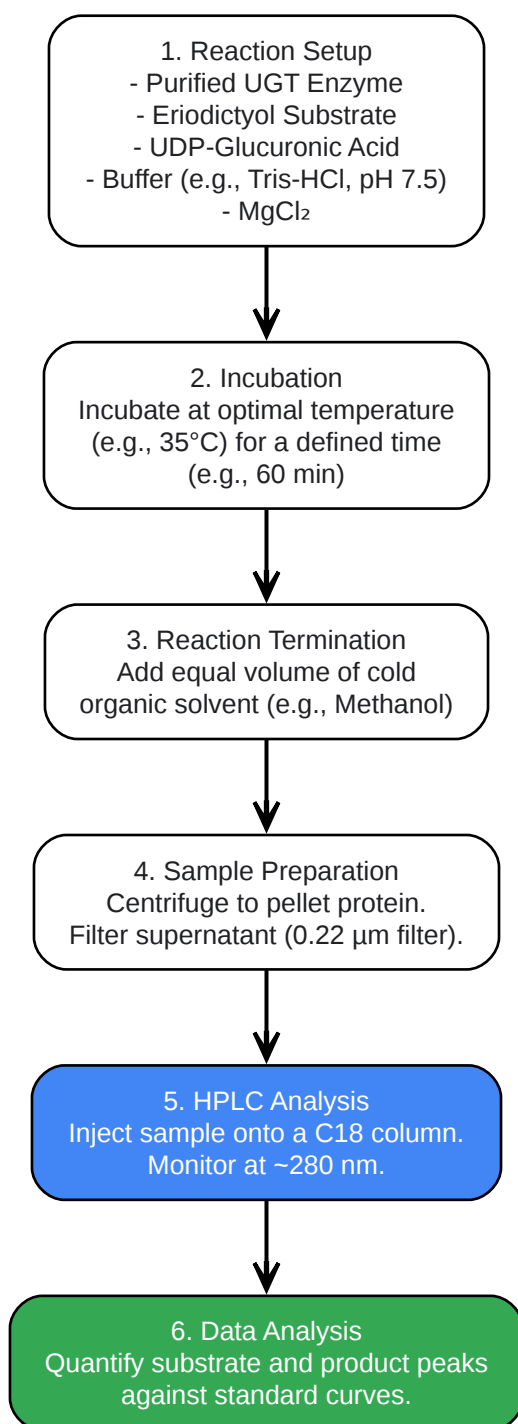 1. Reaction Setup
- Purified UGT Enzyme
- Eriodictyol Substrate
- UDP-Glucuronic Acid
- Buffer (e.g., Tris-HCl, pH 7.5)
- MgCl₂
2. Incubation
Incubate at optimal temperature
(e.g., 35°C) for a defined time
(e.g., 60 min)
3. Reaction Termination
Add equal volume of cold
organic solvent (e.g., Methanol)
4. Sample Preparation
Centrifuge to pellet protein.
Filter supernatant (0.22 µm filter).
5. HPLC Analysis
Inject sample onto a C18 column.
Monitor at ~280 nm.
6. Data Analysis
Quantify substrate and product peaks
against standard curves.